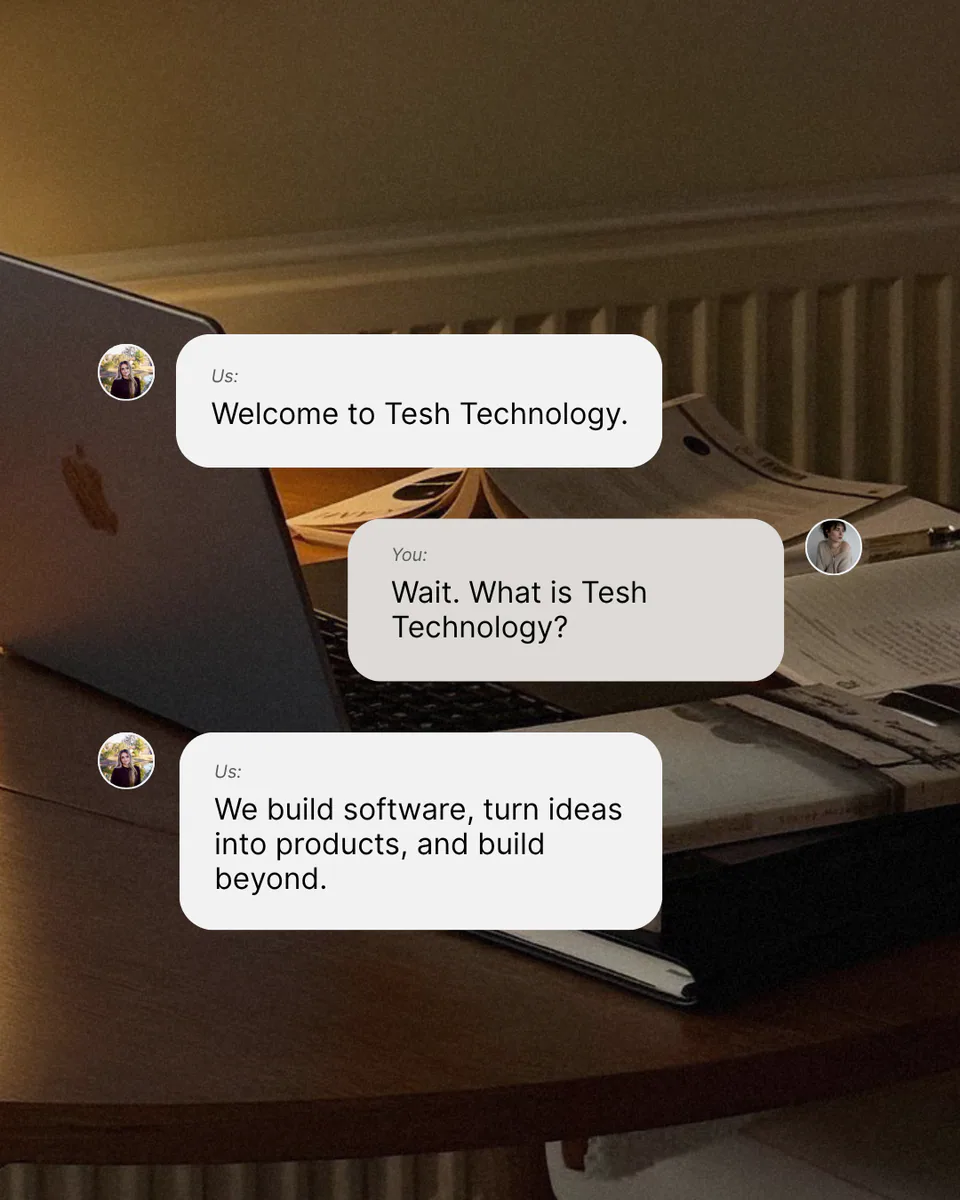 Us:
Welcome to Tesh Technology.
You:
Wait. What is Tesh
Technology?
Us:
We build software, turn ideas
into products, and build
beyond.